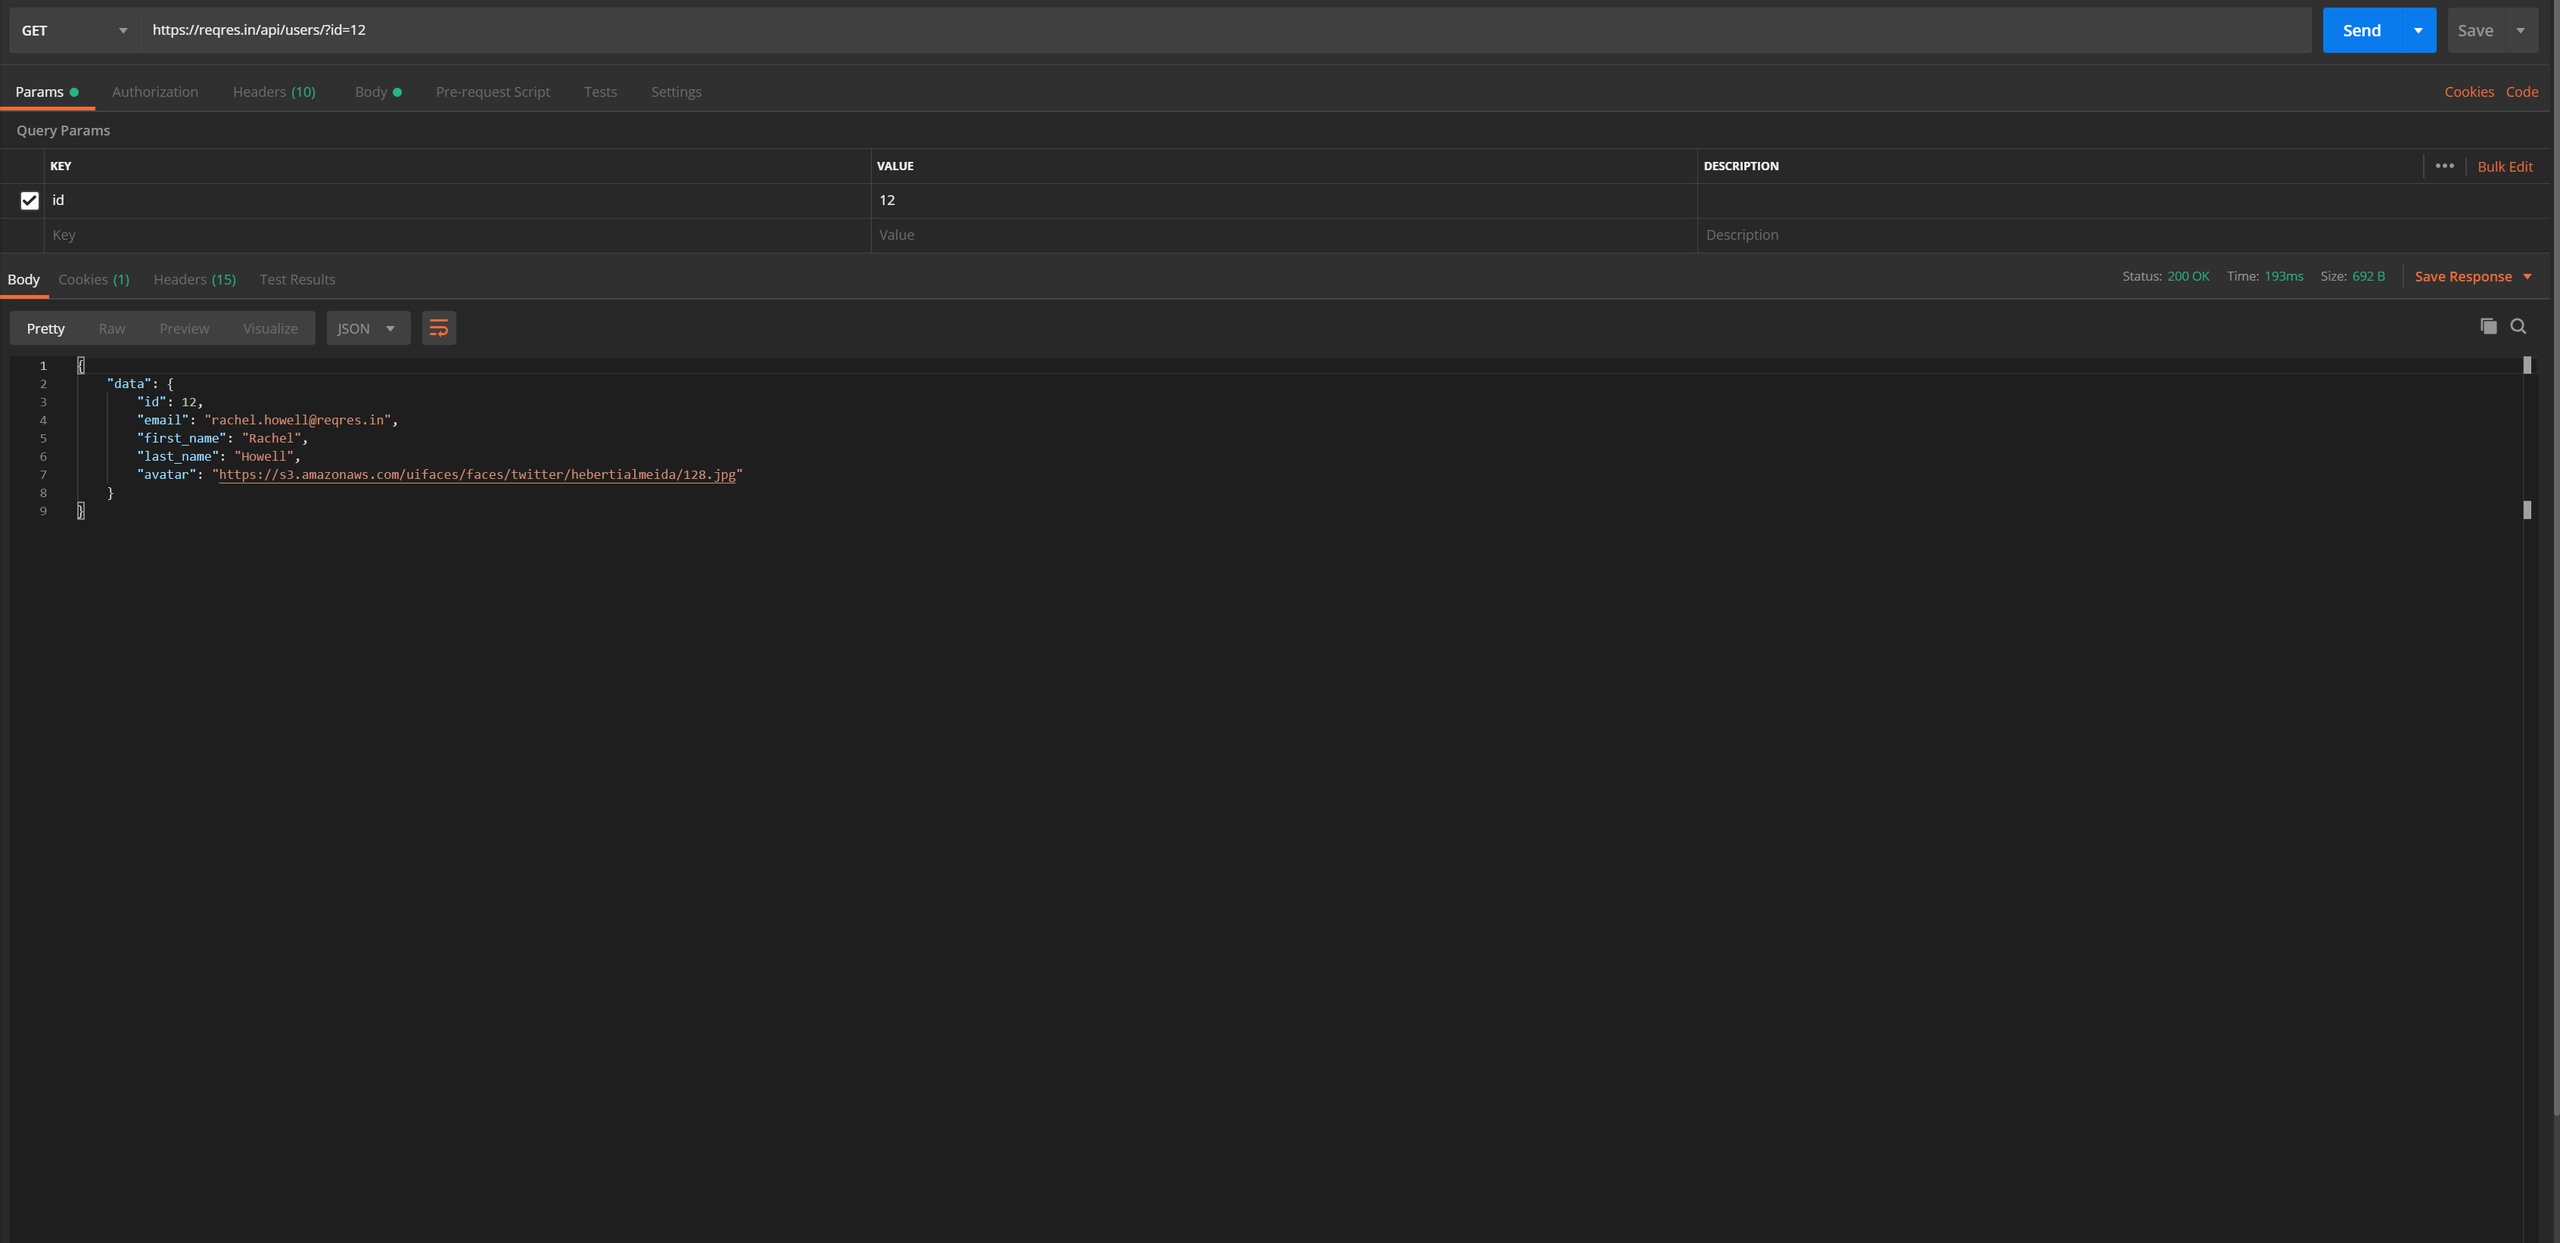 GET https://reqres.in/api/users/?id=12 Send Save
Params Authorization Headers (10) Body Pre-request Script Tests Settings Cookies Code
Query Params
KEY VALUE DESCRIPTION ••• Bulk Edit
id 12
Key Value Description
Body Cookies (1) Headers (15) Test Results Status: 200 OK Time: 193ms Size: 692 B Save Response
Pretty Raw Preview Visualize JSON
1 {
2 "data": {
3 "id": 12,
4 "email": "rachel.howell@reqres.in",
5 "first_name": "Rachel",
6 "last_name": "Howell",
7 "avatar": "https://s3.amazonaws.com/uifaces/faces/twitter/hebertialmeida/128.jpg"
8 }
9 }